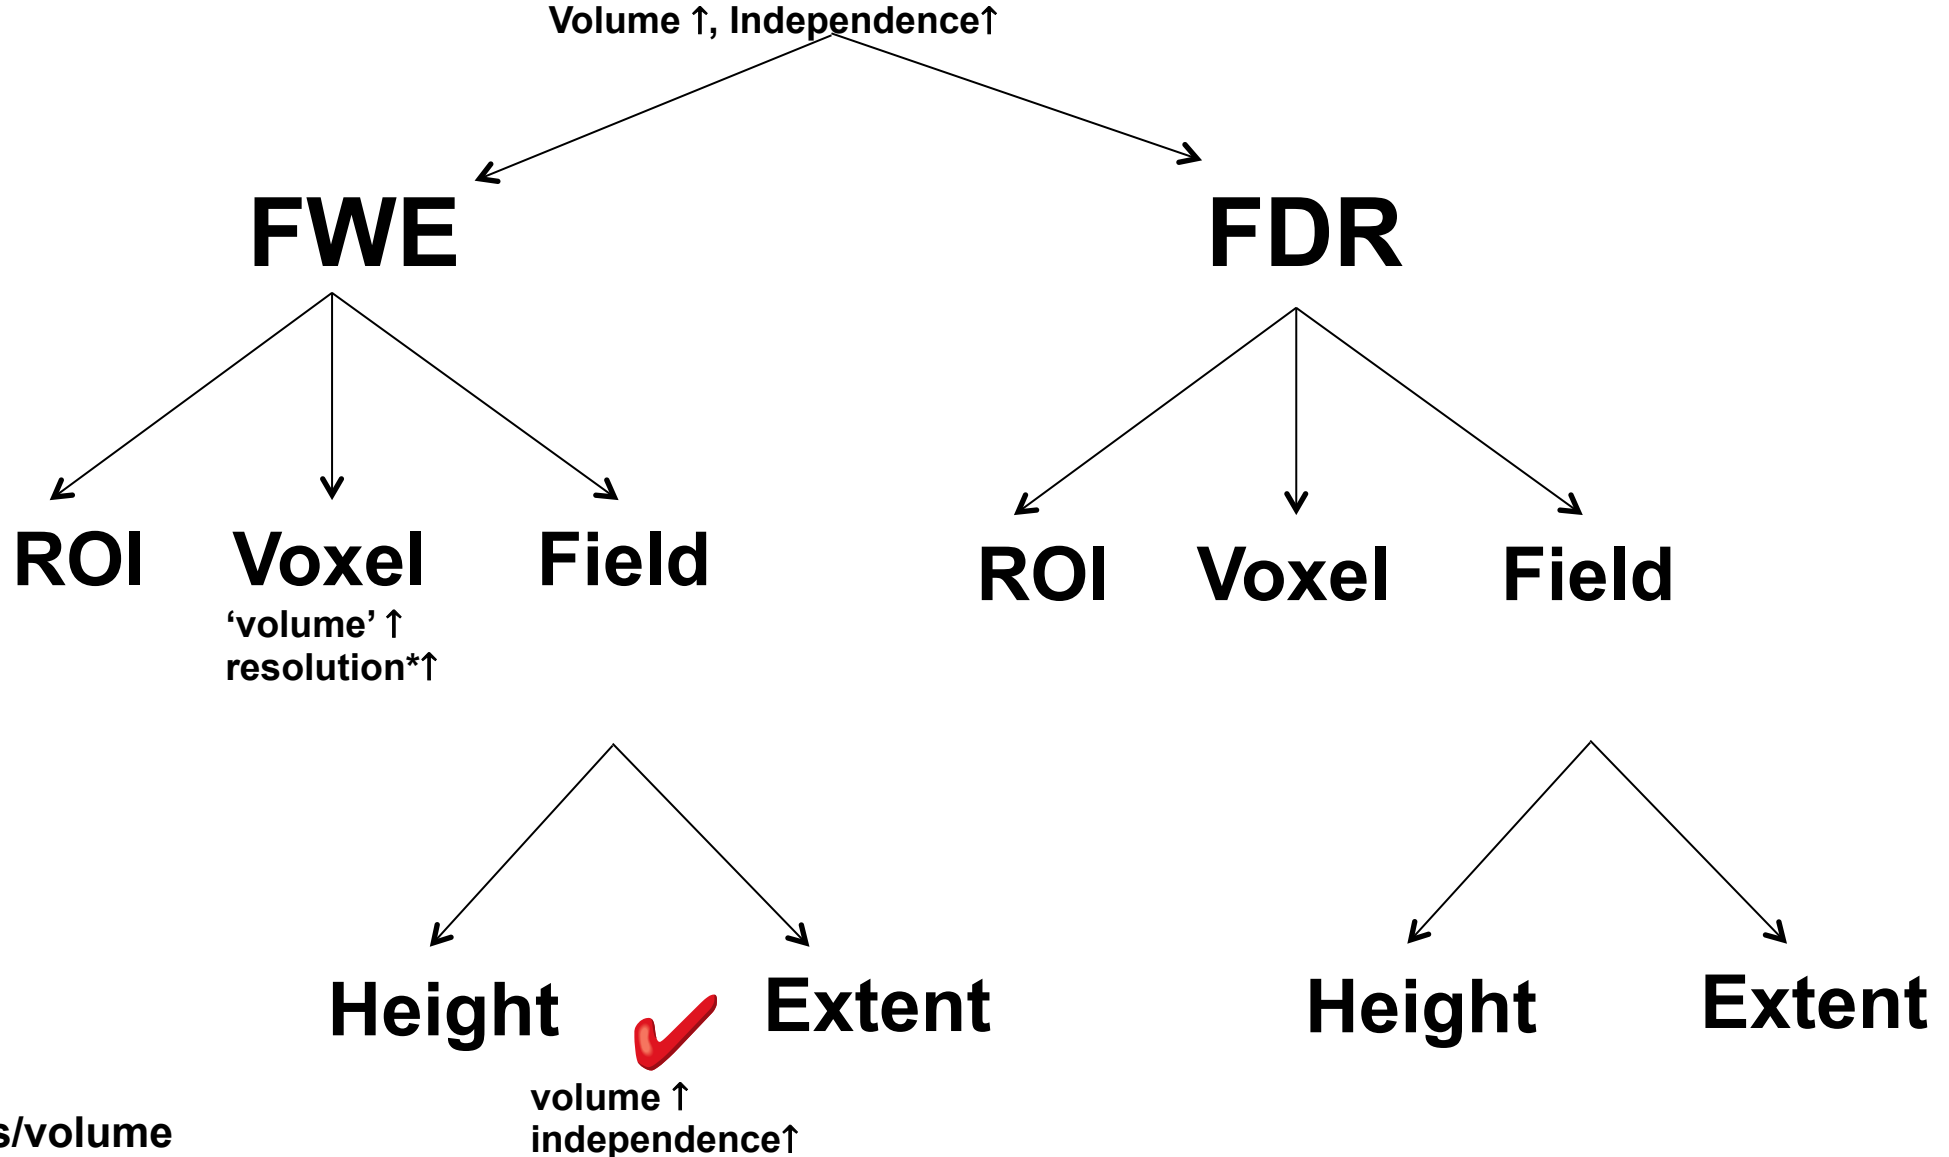 Volume ↑, Independence↑
FWE
FDR
ROI Voxel Field
‘volume’ ↑
resolution*↑
ROI Voxel Field
Height Extent
volume ↑
independence↑
Height Extent
s/volume